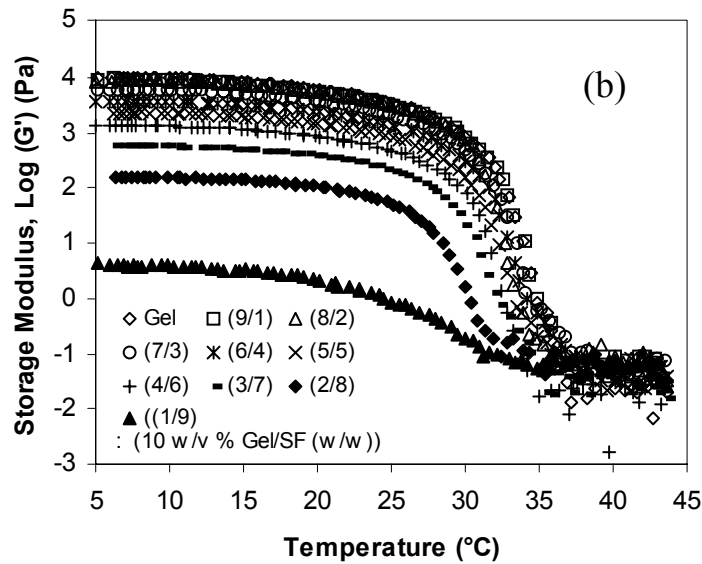 5
4
3
2
1
0
-1
-2
-3
Storage Modulus, Log (G') (Pa)
(b)
Gel (9/1) (8/2)
(7/3) (6/4) (5/5)
(4/6) (3/7) (2/8)
((1/9)
: (10 w/v % Gel/SF (w/w))
5 10 15 20 25 30 35 40 45
Temperature (°C)